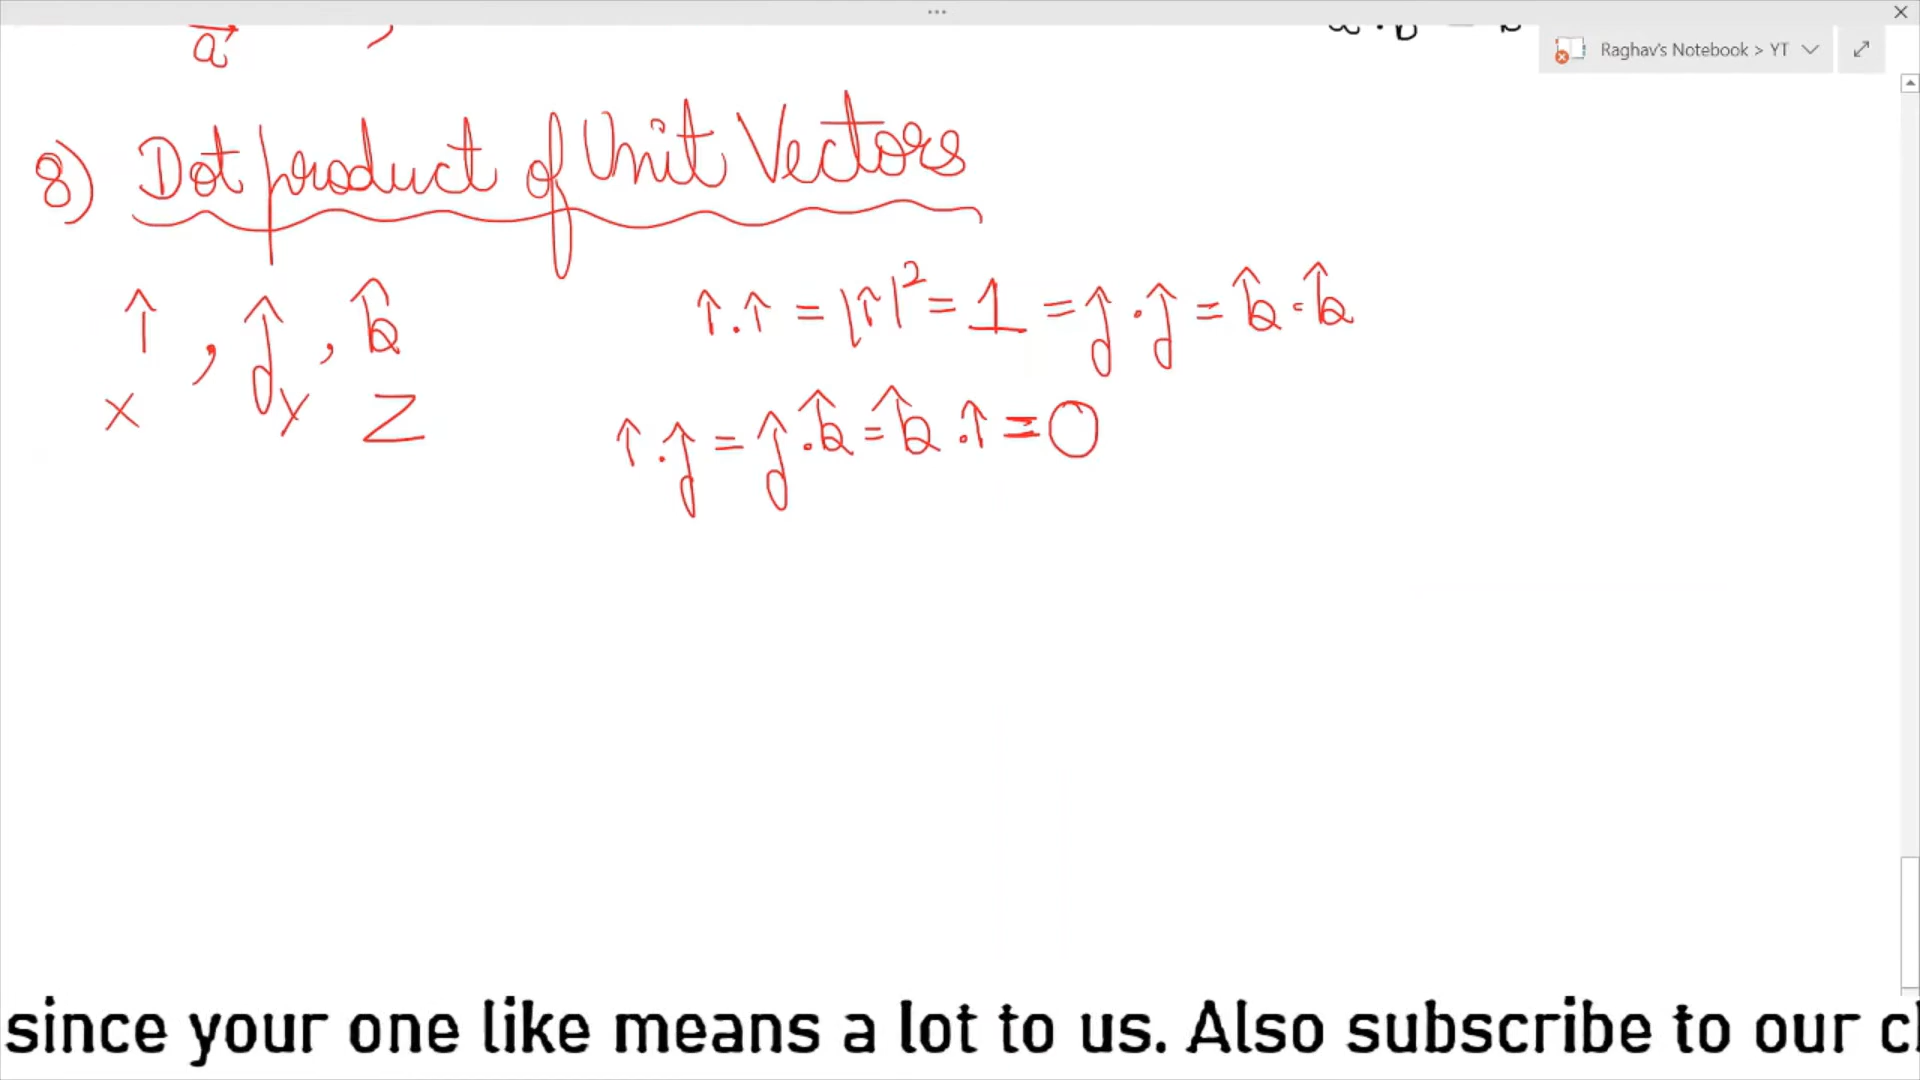 ...
Raghav's Notebook > YT
a⃗ ,
8) Dot product of Unit Vectors
î , ĵ , k̂
X Y Z
î . î = |î|² = 1 = ĵ . ĵ = k̂ . k̂
î . ĵ = ĵ . k̂ = k̂ . î = 0
since your one like means a lot to us. Also subscribe to our c